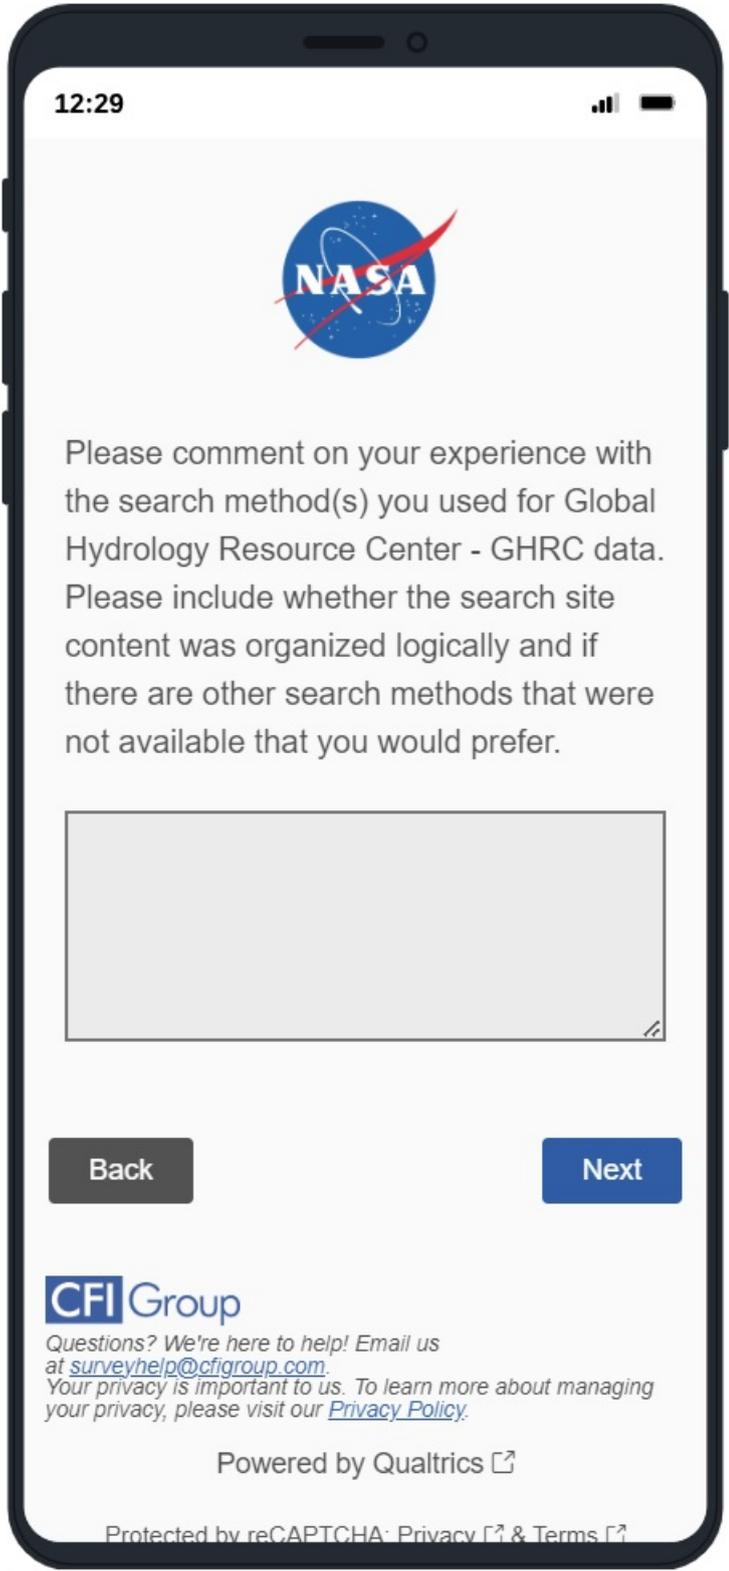 12:29
NASA
Please comment on your experience with
the search method(s) you used for Global
Hydrology Resource Center - GHRC data.
Please include whether the search site
content was organized logically and if
there are other search methods that were
not available that you would prefer.
Back
Next
CFI Group
Questions? We're here to help! Email us
at surveyhelp@cfigroup.com.
Your privacy is important to us. To learn more about managing
your privacy, please visit our Privacy Policy.
Powered by Qualtrics
Protected by reCAPTCHA: Privacy & Terms